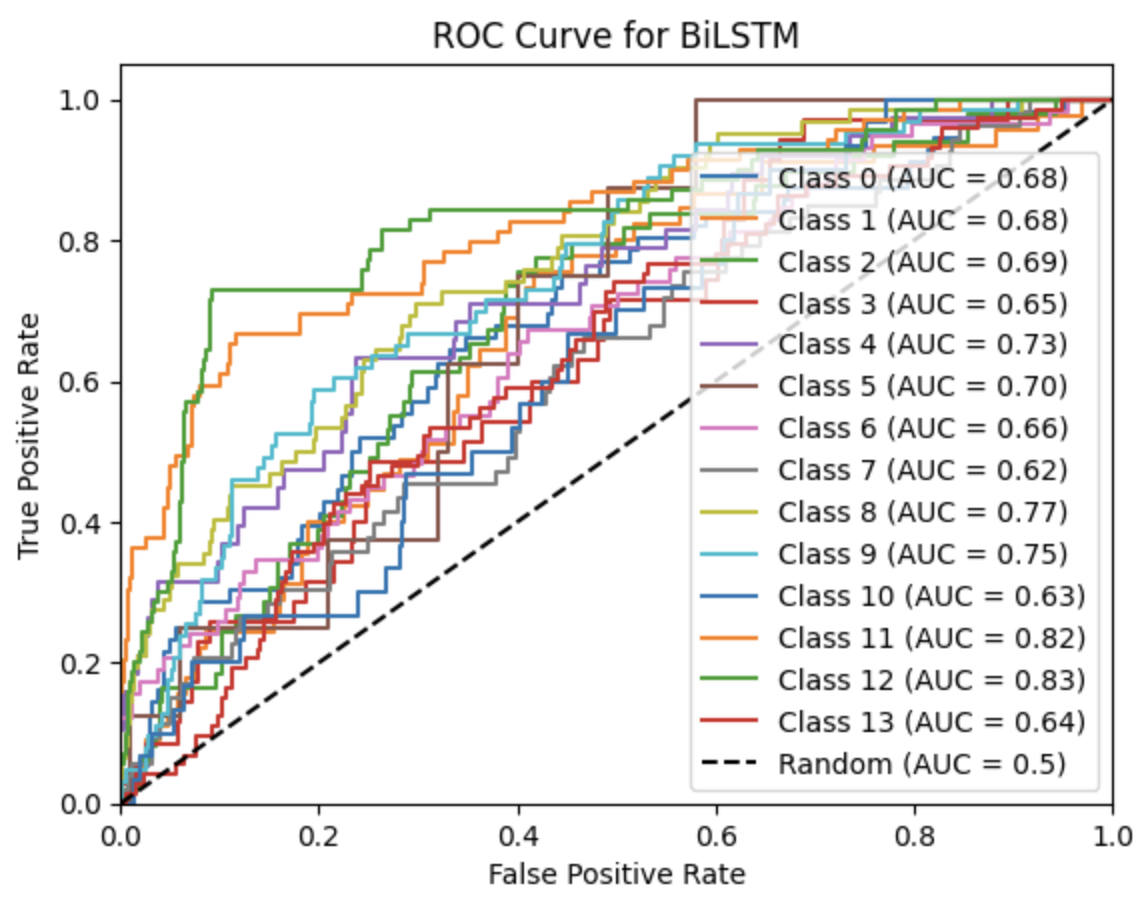 ROC Curve for BiLSTM
True Positive Rate
1.0
0.8
0.6
0.4
0.2
0.0
Class 0 (AUC = 0.68)
Class 1 (AUC = 0.68)
Class 2 (AUC = 0.69)
Class 3 (AUC = 0.65)
Class 4 (AUC = 0.73)
Class 5 (AUC = 0.70)
Class 6 (AUC = 0.66)
Class 7 (AUC = 0.62)
Class 8 (AUC = 0.77)
Class 9 (AUC = 0.75)
Class 10 (AUC = 0.63)
Class 11 (AUC = 0.82)
Class 12 (AUC = 0.83)
Class 13 (AUC = 0.64)
Random (AUC = 0.5)
0.0 0.2 0.4 0.6 0.8 1.0
False Positive Rate